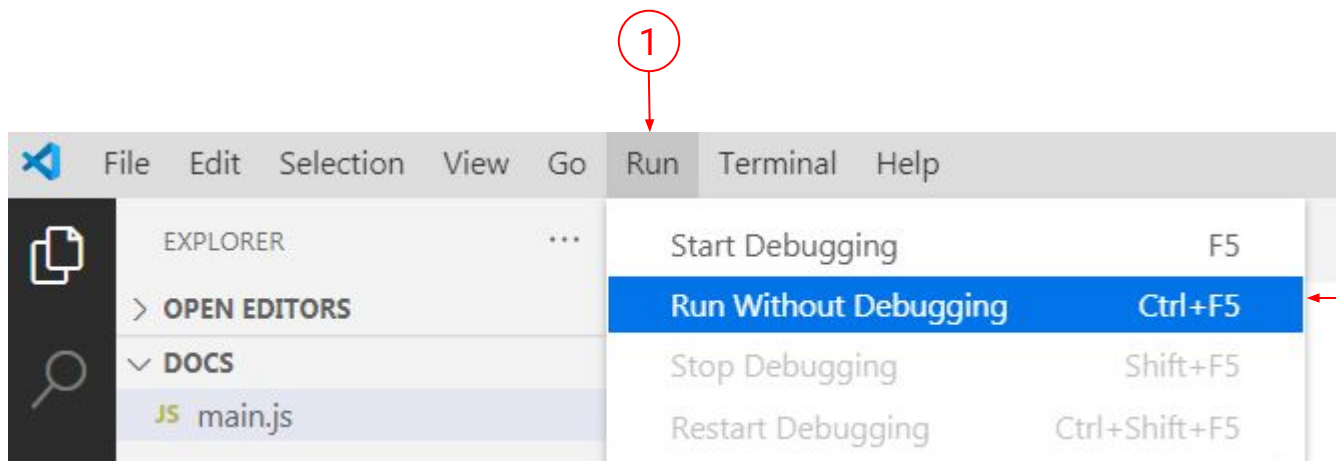 1
File Edit Selection View Go Run Terminal Help
EXPLORER ...
Start Debugging F5
> OPEN EDITORS
Run Without Debugging Ctrl+F5
DOCS
Stop Debugging Shift+F5
JS main.js
Restart Debugging Ctrl+Shift+F5